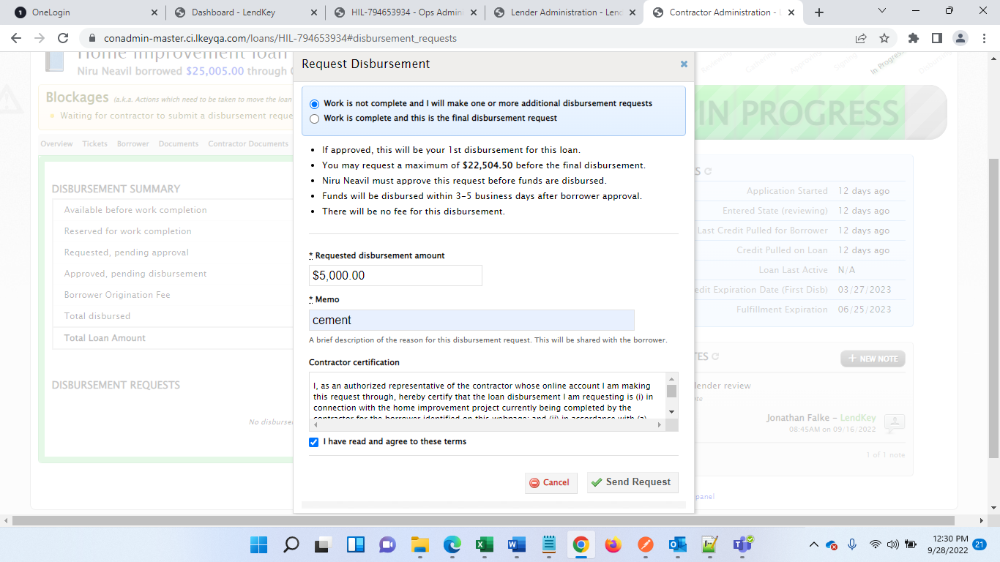 OneLogin
Dashboard - LendKey
HIL-794653934 - Ops Admin
Lender Administration - Lend
Contractor Administration -
conadmin-master.ci.lkeyqa.com/loans/HIL-794653934#disbursement_requests
Home improvement loan
Niru Neavil borrowed $25,005.00 through
Blockages (a.k.a. Actions which need to be taken to move the loan
Waiting for contractor to submit a disbursement reque
Overview Tickets Borrower Documents Contractor Documents
DISBURSEMENT SUMMARY
Available before work completion
Reserved for work completion
Requested, pending approval
Approved, pending disbursement
Borrower Origination Fee
Total disbursed
Total Loan Amount
DISBURSEMENT REQUESTS
No disburse
Request Disbursement
Work is not complete and I will make one or more additional disbursement requests
Work is complete and this is the final disbursement request
If approved, this will be your 1st disbursement for this loan.
You may request a maximum of $22,504.50 before the final disbursement.
Niru Neavil must approve this request before funds are disbursed.
Funds will be disbursed within 3-5 business days after borrower approval.
There will be no fee for this disbursement.
* Requested disbursement amount
$5,000.00
* Memo
cement
A brief description of the reason for this disbursement request. This will be shared with the borrower.
Contractor certification
I, as an authorized representative of the contractor whose online account I am making
this request through, hereby certify that the loan disbursement I am requesting is (i) in
connection with the home improvement project currently being completed by the
contractor for the borrower identified on this webpage; and (ii) in accordance with (a)
I have read and agree to these terms
Cancel
Send Request
Reviewing
Approving
Signing
In Progress
IN PROGRESS
S
Application Started 12 days ago
Entered State (reviewing) 12 days ago
Last Credit Pulled for Borrower 12 days ago
Credit Pulled on Loan 12 days ago
Loan Last Active N/A
edit Expiration Date (First Disb) 03/27/2023
Fulfillment Expiration 06/25/2023
TES
+ NEW NOTE
lender review
Jonathan Falke - LendKey
08:45AM on 09/16/2022
1 of 1 note
panel
12:30 PM
9/28/2022
21